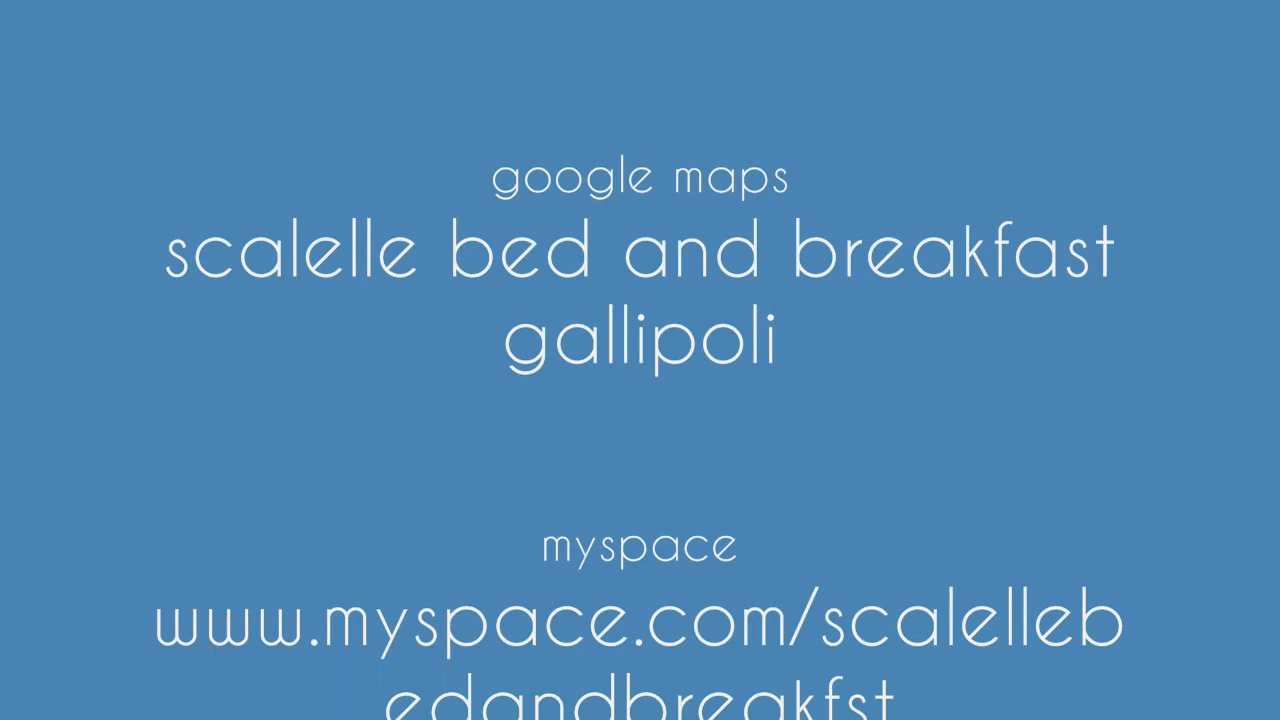 google maps
scalelle bed and breakfast
gallipoli
myspace
www.myspace.com/scalelleb
edandbreakfst